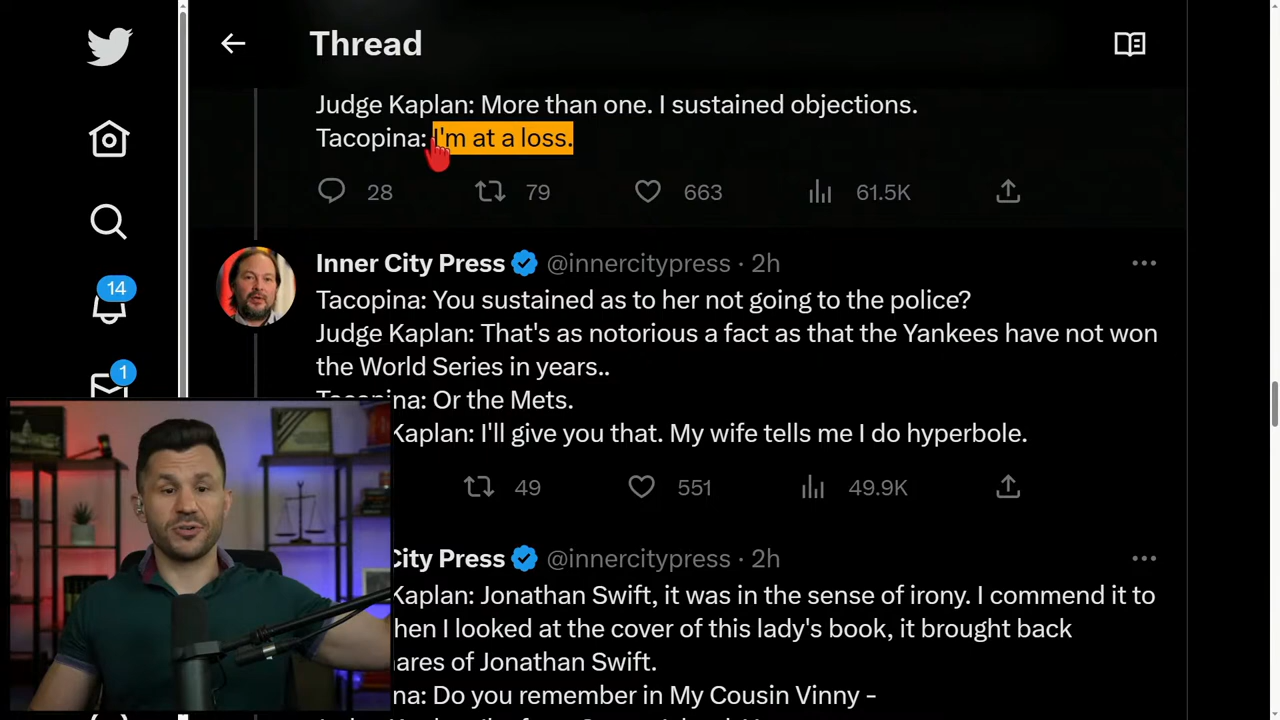 Thread
Judge Kaplan: More than one. I sustained objections.
Tacopina: I'm at a loss.
28 79 663 61.5K
Inner City Press @innercitypress · 2h
14
Tacopina: You sustained as to her not going to the police?
Judge Kaplan: That's as notorious a fact as that the Yankees have not won
the World Series in years..
1
na: Or the Mets.
Kaplan: I'll give you that. My wife tells me I do hyperbole.
49 551 49.9K
City Press @innercitypress · 2h
Kaplan: Jonathan Swift, it was in the sense of irony. I commend it to
hen I looked at the cover of this lady's book, it brought back
ares of Jonathan Swift.
na: Do you remember in My Cousin Vinny -